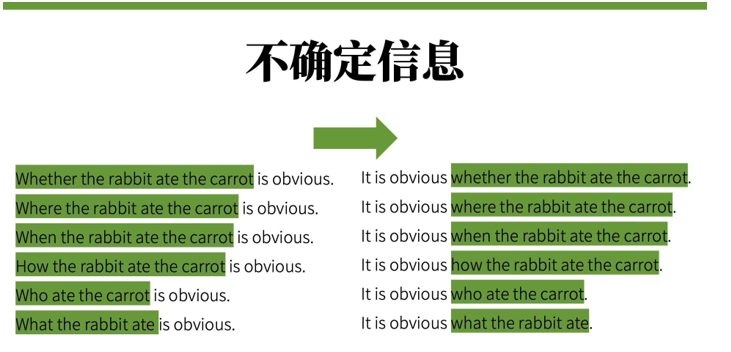 不确定信息
Whether the rabbit ate the carrot is obvious.
Where the rabbit ate the carrot is obvious.
When the rabbit ate the carrot is obvious.
How the rabbit ate the carrot is obvious.
Who ate the carrot is obvious.
What the rabbit ate is obvious.
It is obvious whether the rabbit ate the carrot.
It is obvious where the rabbit ate the carrot.
It is obvious when the rabbit ate the carrot.
It is obvious how the rabbit ate the carrot.
It is obvious who ate the carrot.
It is obvious what the rabbit ate.